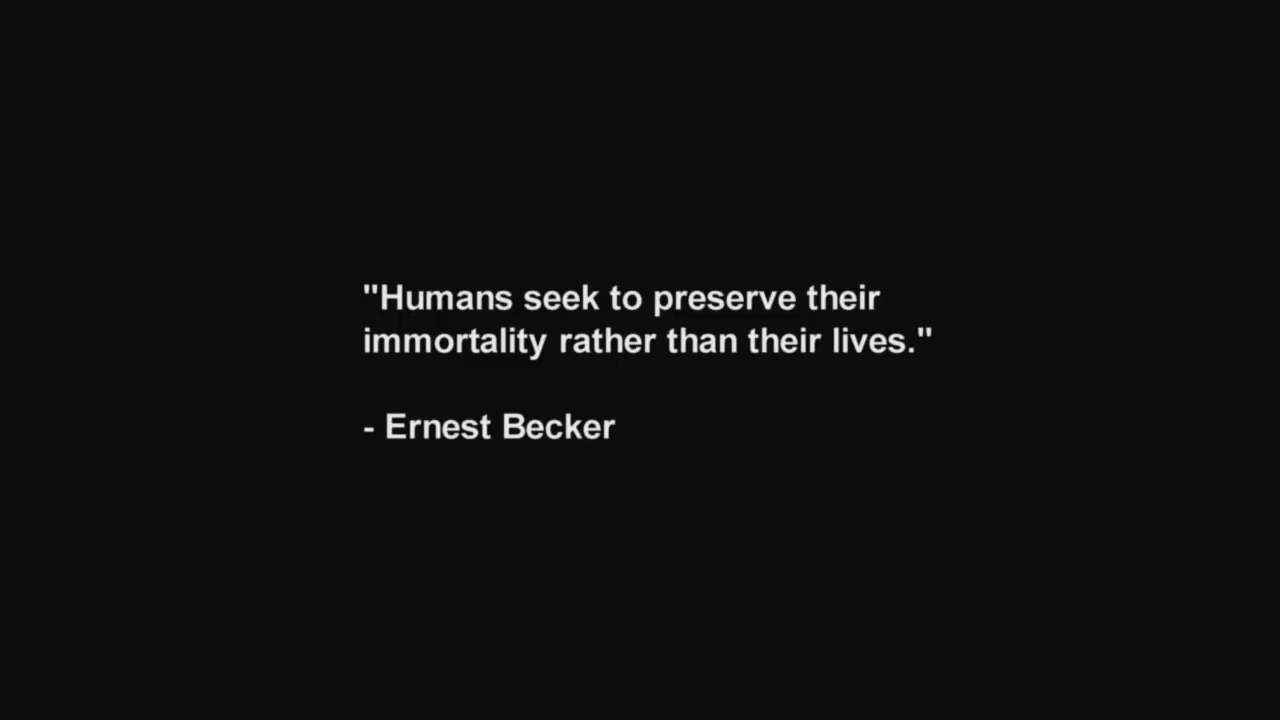 "Humans seek to preserve their
immortality rather than their lives."
- Ernest Becker